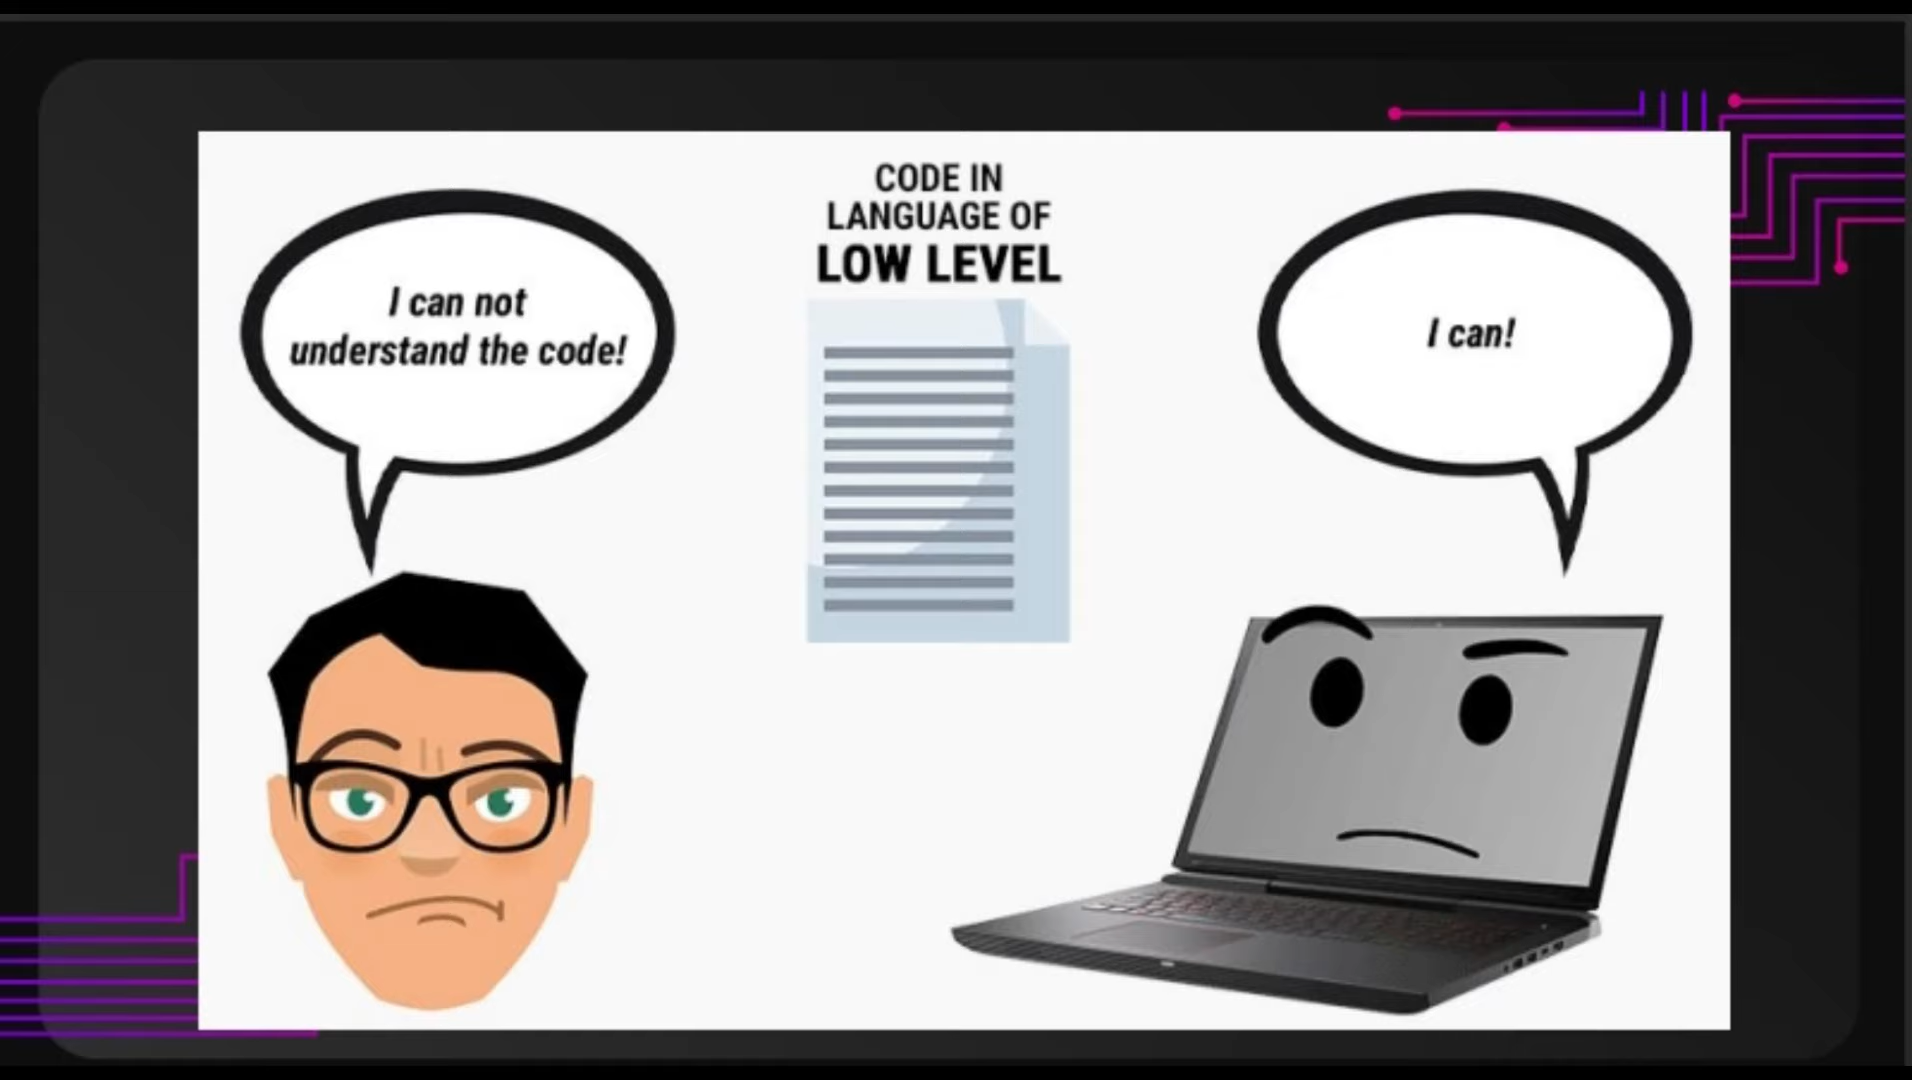 I can not
understand the code!
CODE IN
LANGUAGE OF
LOW LEVEL
I can!